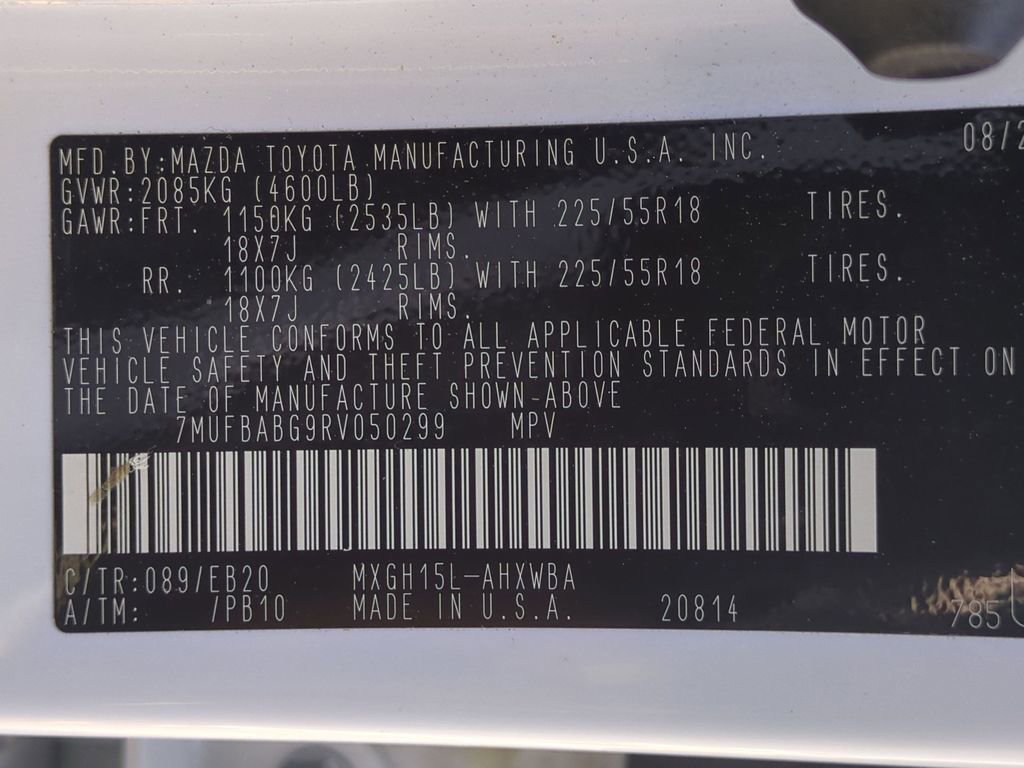 MFD.BY:MAZDA TOYOTA MANUFACTURING U.S.A. INC. 08/2
GVWR:2085KG (4600LB)
GAWR:FRT. 1150KG (2535LB) WITH 225/55R18 TIRES.
18X7J RIMS.
RR. 1100KG (2425LB) WITH 225/55R18 TIRES.
18X7J RIMS.
THIS VEHICLE CONFORMS TO ALL APPLICABLE FEDERAL MOTOR
VEHICLE SAFETY AND THEFT PREVENTION STANDARDS IN EFFECT ON
THE DATE OF MANUFACTURE SHOWN-ABOVE
7MUFBABG9RV050299 MPV
C/TR:089/EB20 MXGH15L-AHXWBA
A/TM: /PB10 MADE IN U.S.A. 20814 785